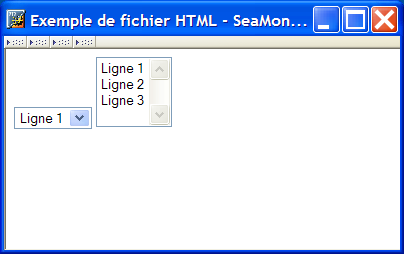 Exemple de fichier HTML - SeaMon...
Ligne 1
Ligne 1
Ligne 2
Ligne 3